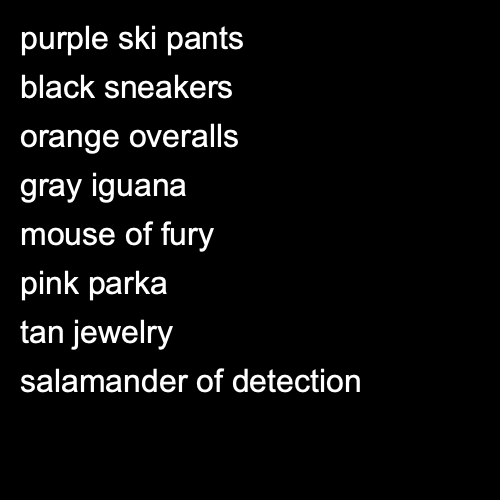 purple ski pants
black sneakers
orange overalls
gray iguana
mouse of fury
pink parka
tan jewelry
salamander of detection